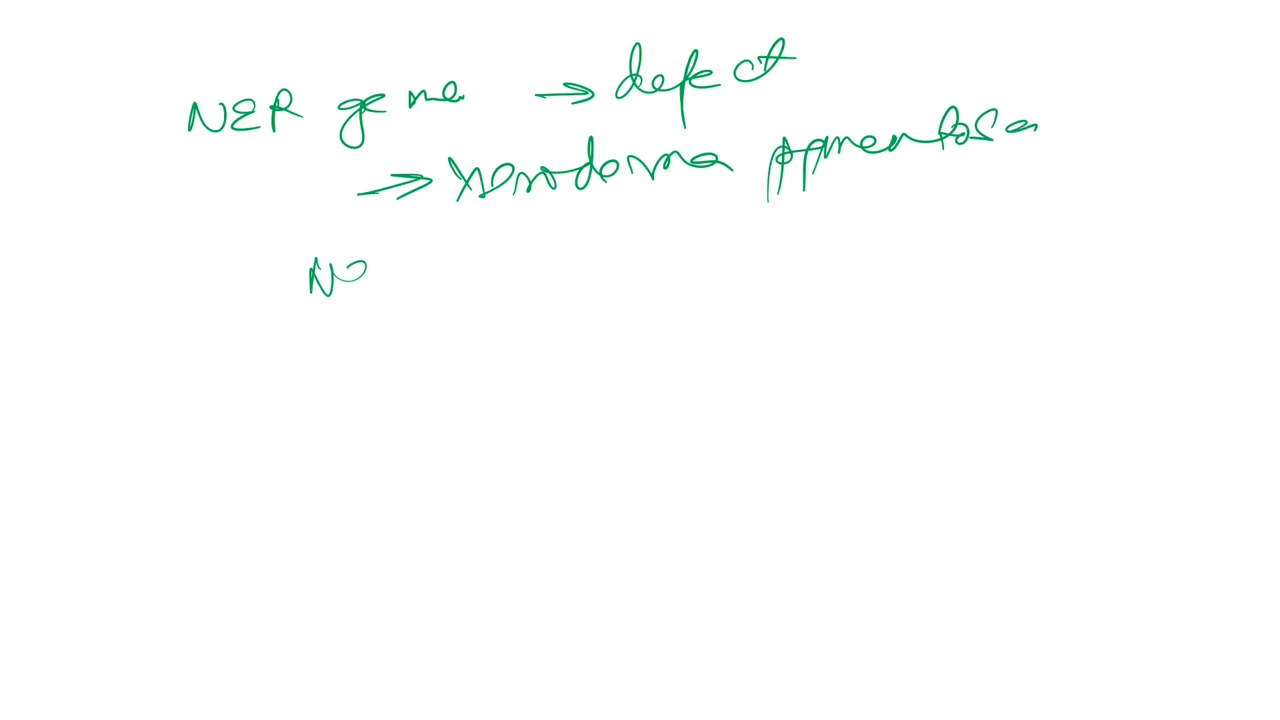 NER gene → defect
→ xeroderma pigmentosa